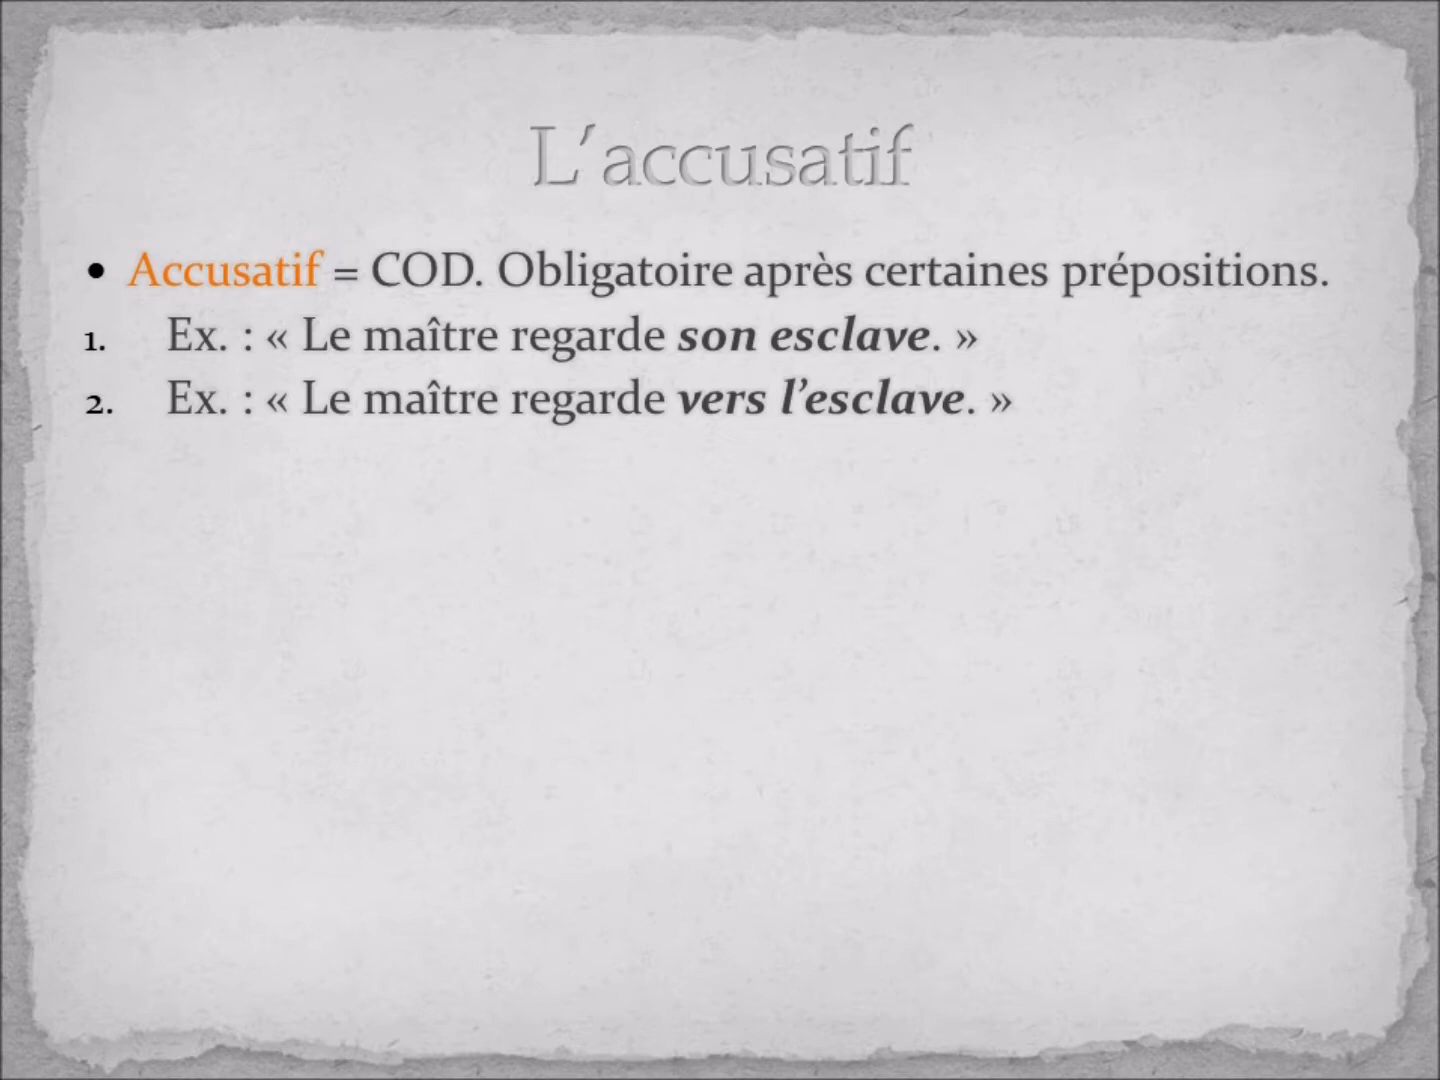 L'accusatif
• Accusatif = COD. Obligatoire après certaines prépositions.
1. Ex. : « Le maître regarde son esclave. »
2. Ex. : « Le maître regarde vers l'esclave. »